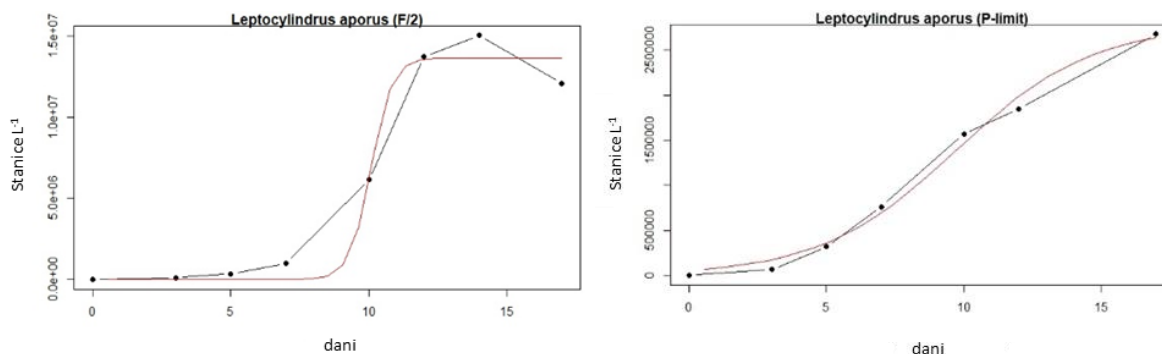 Leptocylindrus aporus (F/2)
Stanice L⁻¹
1.5e+07
1.0e+07
5.0e+06
0.0e+00
0 5 10 15
dani
Leptocylindrus aporus (P-limit)
Stanice L⁻¹
2500000
1500000
500000
0
0 5 10 15
dani